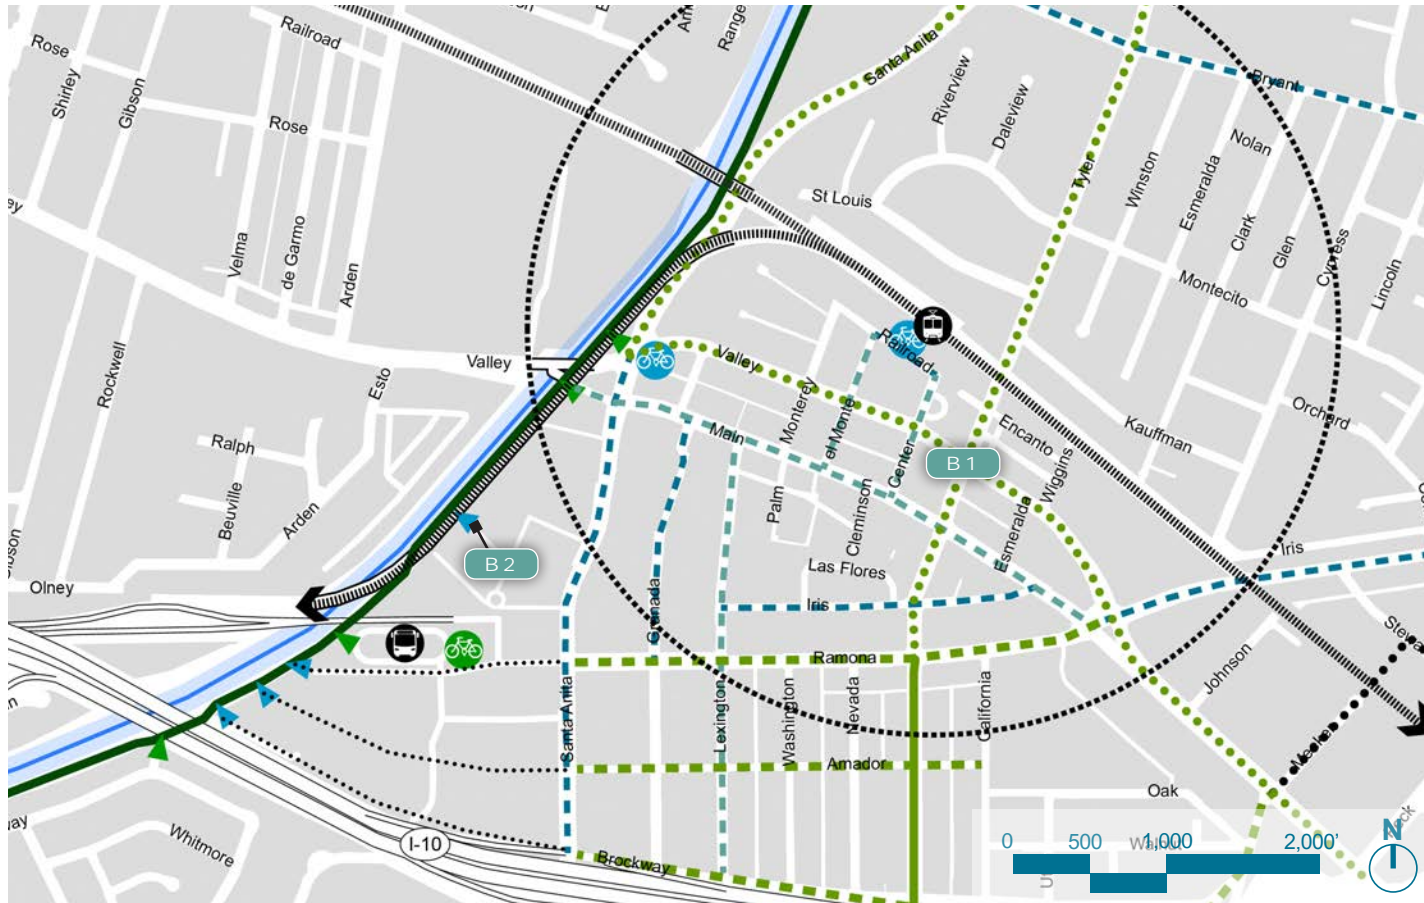 Railroad
Rose
Shirley
Gibson
Rose
Range
Santa Anita
Riverview
Daleview
Bryant
Nolan
Tyler
Winston
Esmeralda
Clark
Glen
Cypress
Lincoln
St Louis
Montecito
Velma
de Garmo
Arden
Rockwell
Valley
Esto
Valley
Railroad
Monterey
el Monte
Main
Center
Encanto
Kauffman
Orchard
Ralph
Beuville
Arden
B 1
Wiggins
Palm
Cleminson
Esmeralda
Gibson
Olney
B 2
Las Flores
Iris
Iris
Granada
Ramona
Johnson
Santa Anita
Lexington
Washington
Nevada
California
Meeker
Amador
Oak
Whitmore
I-10
Brockway
0 500 1,000 2,000'
N